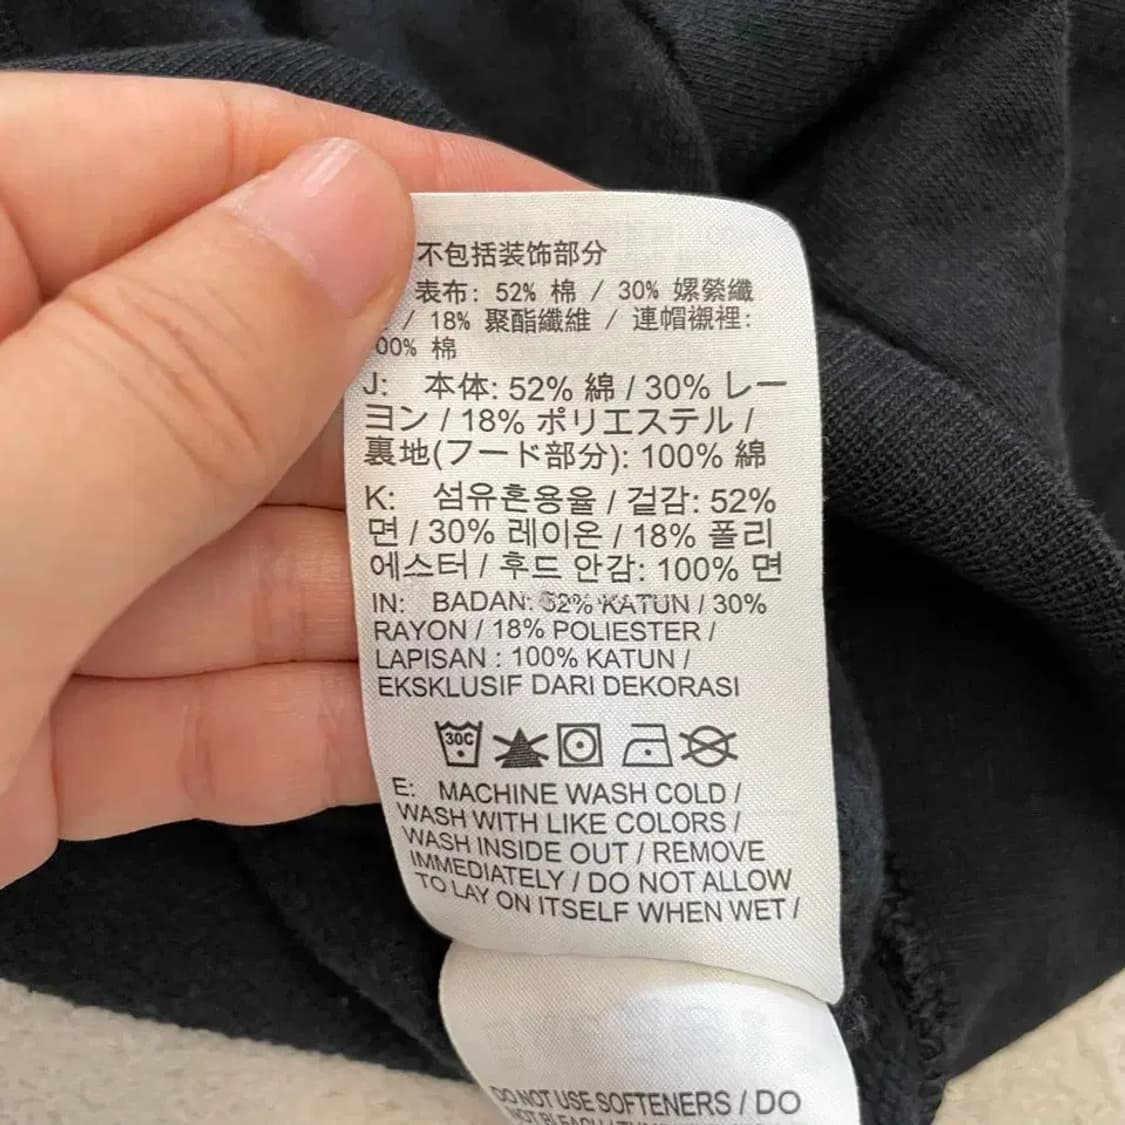 不包括装饰部分
表布: 52% 棉 / 30% 嫘縈纖
/ 18% 聚酯纖維 / 連帽襯裡:
00% 棉
J: 本体: 52% 綿 / 30% レー
ヨン / 18% ポリエステル /
裏地(フード部分): 100% 綿
K: 섬유혼용율 / 겉감: 52%
면 / 30% 레이온 / 18% 폴리
에스터 / 후드 안감: 100% 면
IN: BADAN: 52% KATUN / 30%
RAYON / 18% POLIESTER /
LAPISAN : 100% KATUN /
EKSKLUSIF DARI DEKORASI
30C
E: MACHINE WASH COLD /
WASH WITH LIKE COLORS /
WASH INSIDE OUT / REMOVE
IMMEDIATELY / DO NOT ALLOW
TO LAY ON ITSELF WHEN WET /
DO NOT USE SOFTENERS / DO
NOT BLEACH /